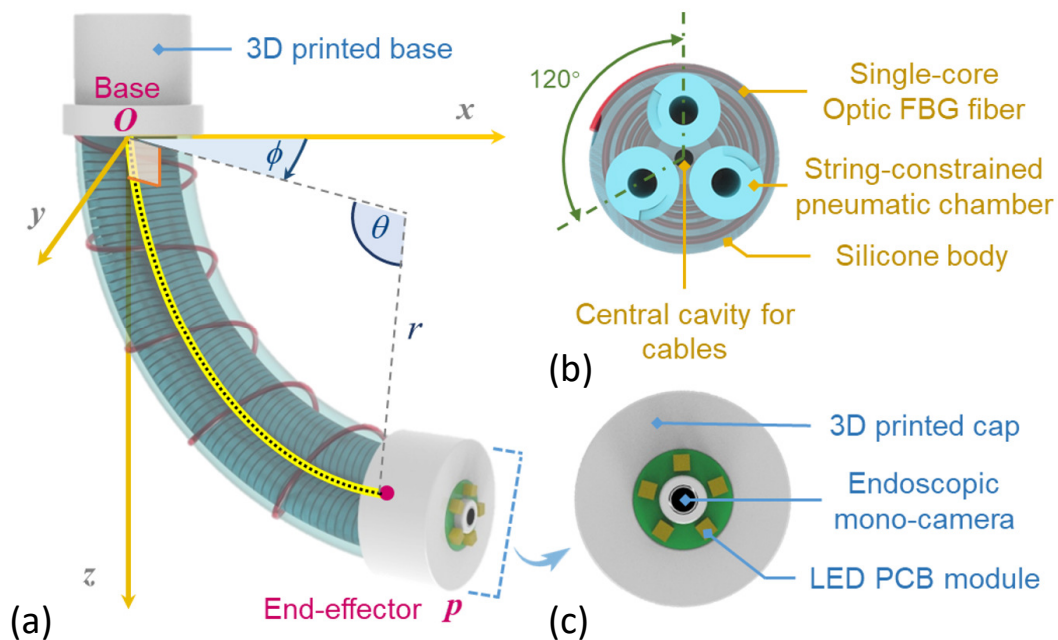 3D printed base
Base
O
x
ϕ
y
θ
r
z
End-effector p
(a)
120°
Single-core
Optic FBG fiber
String-constrained
pneumatic chamber
Silicone body
Central cavity for
cables
(b)
3D printed cap
Endoscopic
mono-camera
LED PCB module
(c)